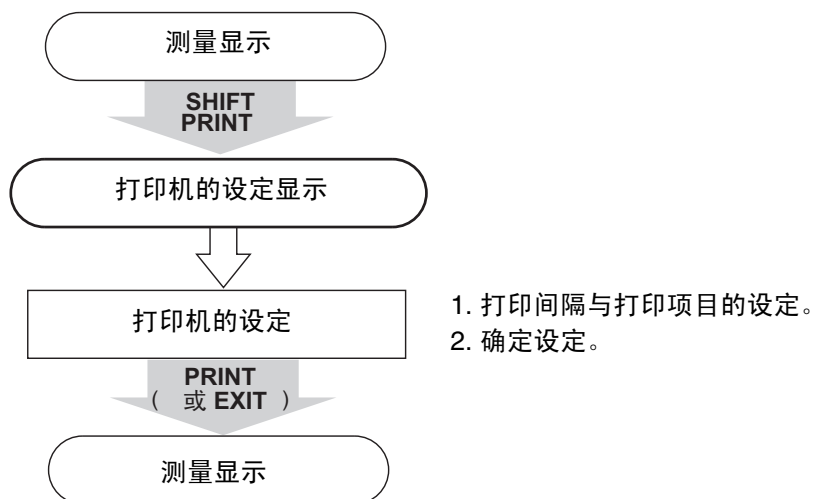 测量显示
SHIFT
PRINT
打印机的设定显示
打印机的设定
1. 打印间隔与打印项目的设定。
2. 确定设定。
PRINT
（ 或 EXIT ）
测量显示